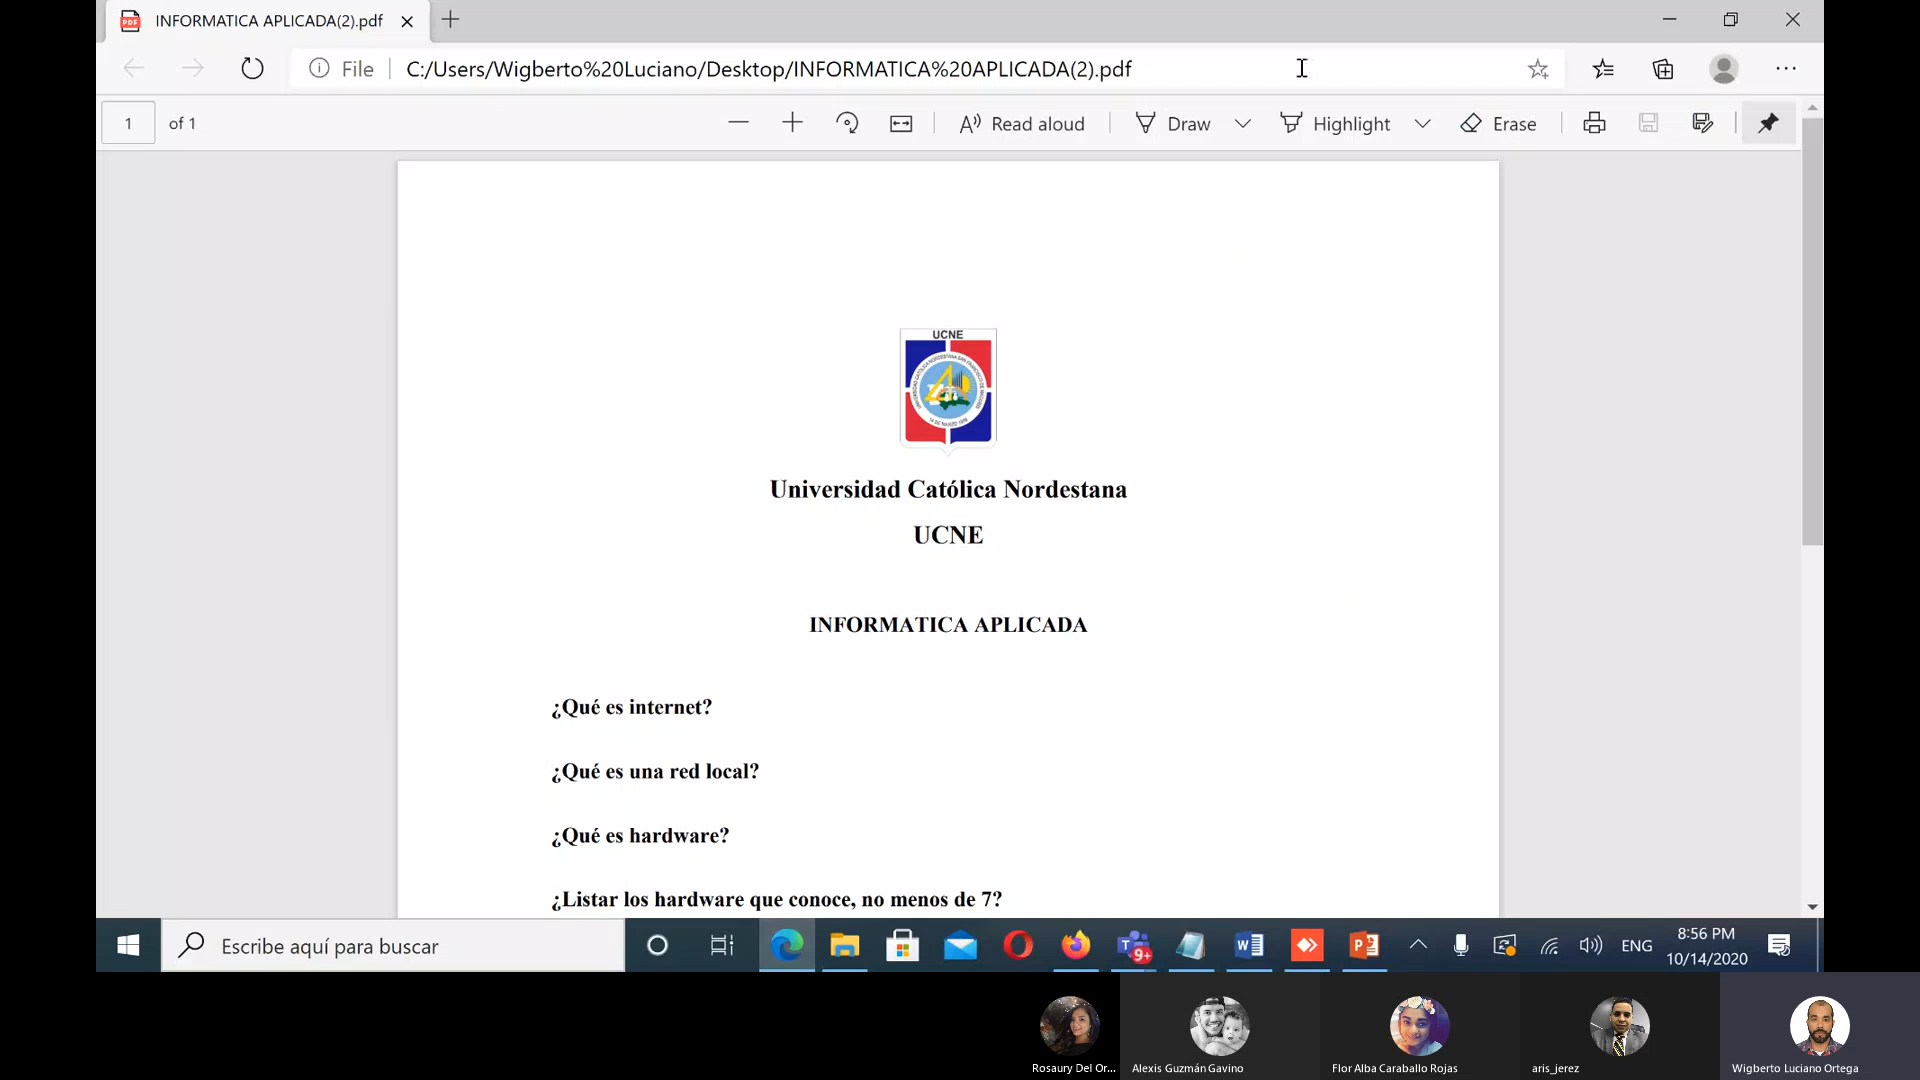 INFORMATICA APLICADA(2).pdf
File
C:/Users/Wigberto%20Luciano/Desktop/INFORMATICA%20APLICADA(2).pdf
1 of 1
Read aloud
Draw
Highlight
Erase
UCNE
Universidad Católica Nordestana
UCNE
INFORMATICA APLICADA
¿Qué es internet?
¿Qué es una red local?
¿Qué es hardware?
¿Listar los hardware que conoce, no menos de 7?
Escribe aquí para buscar
9+
ENG
8:56 PM
10/14/2020
Rosaury Del Or...
Alexis Guzmán Gavino
Flor Alba Caraballo Rojas
aris_jerez
Wigberto Luciano Ortega